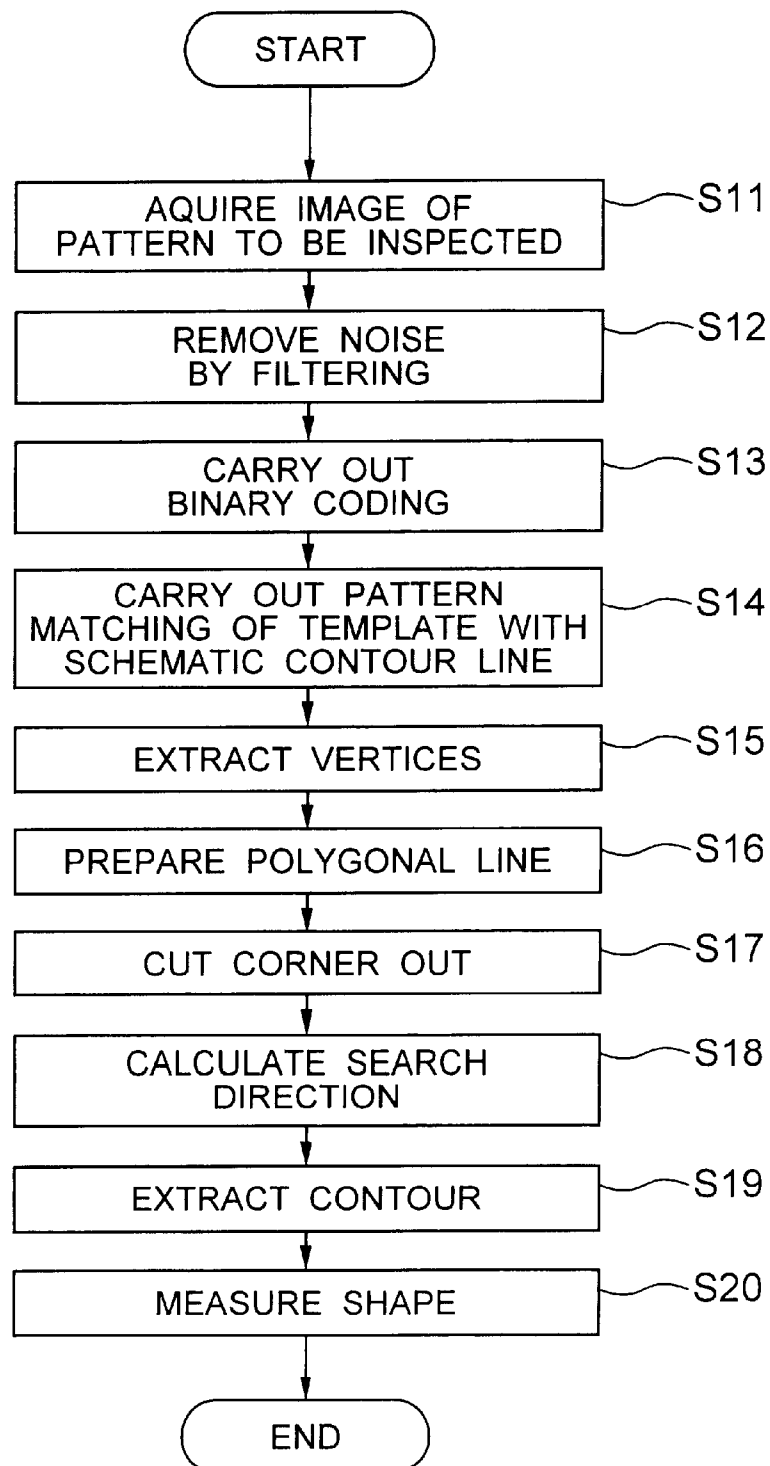 START
AQUIRE IMAGE OF
PATTERN TO BE INSPECTED
S11
REMOVE NOISE
BY FILTERING
S12
CARRY OUT
BINARY CODING
S13
CARRY OUT PATTERN
MATCHING OF TEMPLATE WITH
SCHEMATIC CONTOUR LINE
S14
EXTRACT VERTICES
S15
PREPARE POLYGONAL LINE
S16
CUT CORNER OUT
S17
CALCULATE SEARCH
DIRECTION
S18
EXTRACT CONTOUR
S19
MEASURE SHAPE
S20
END